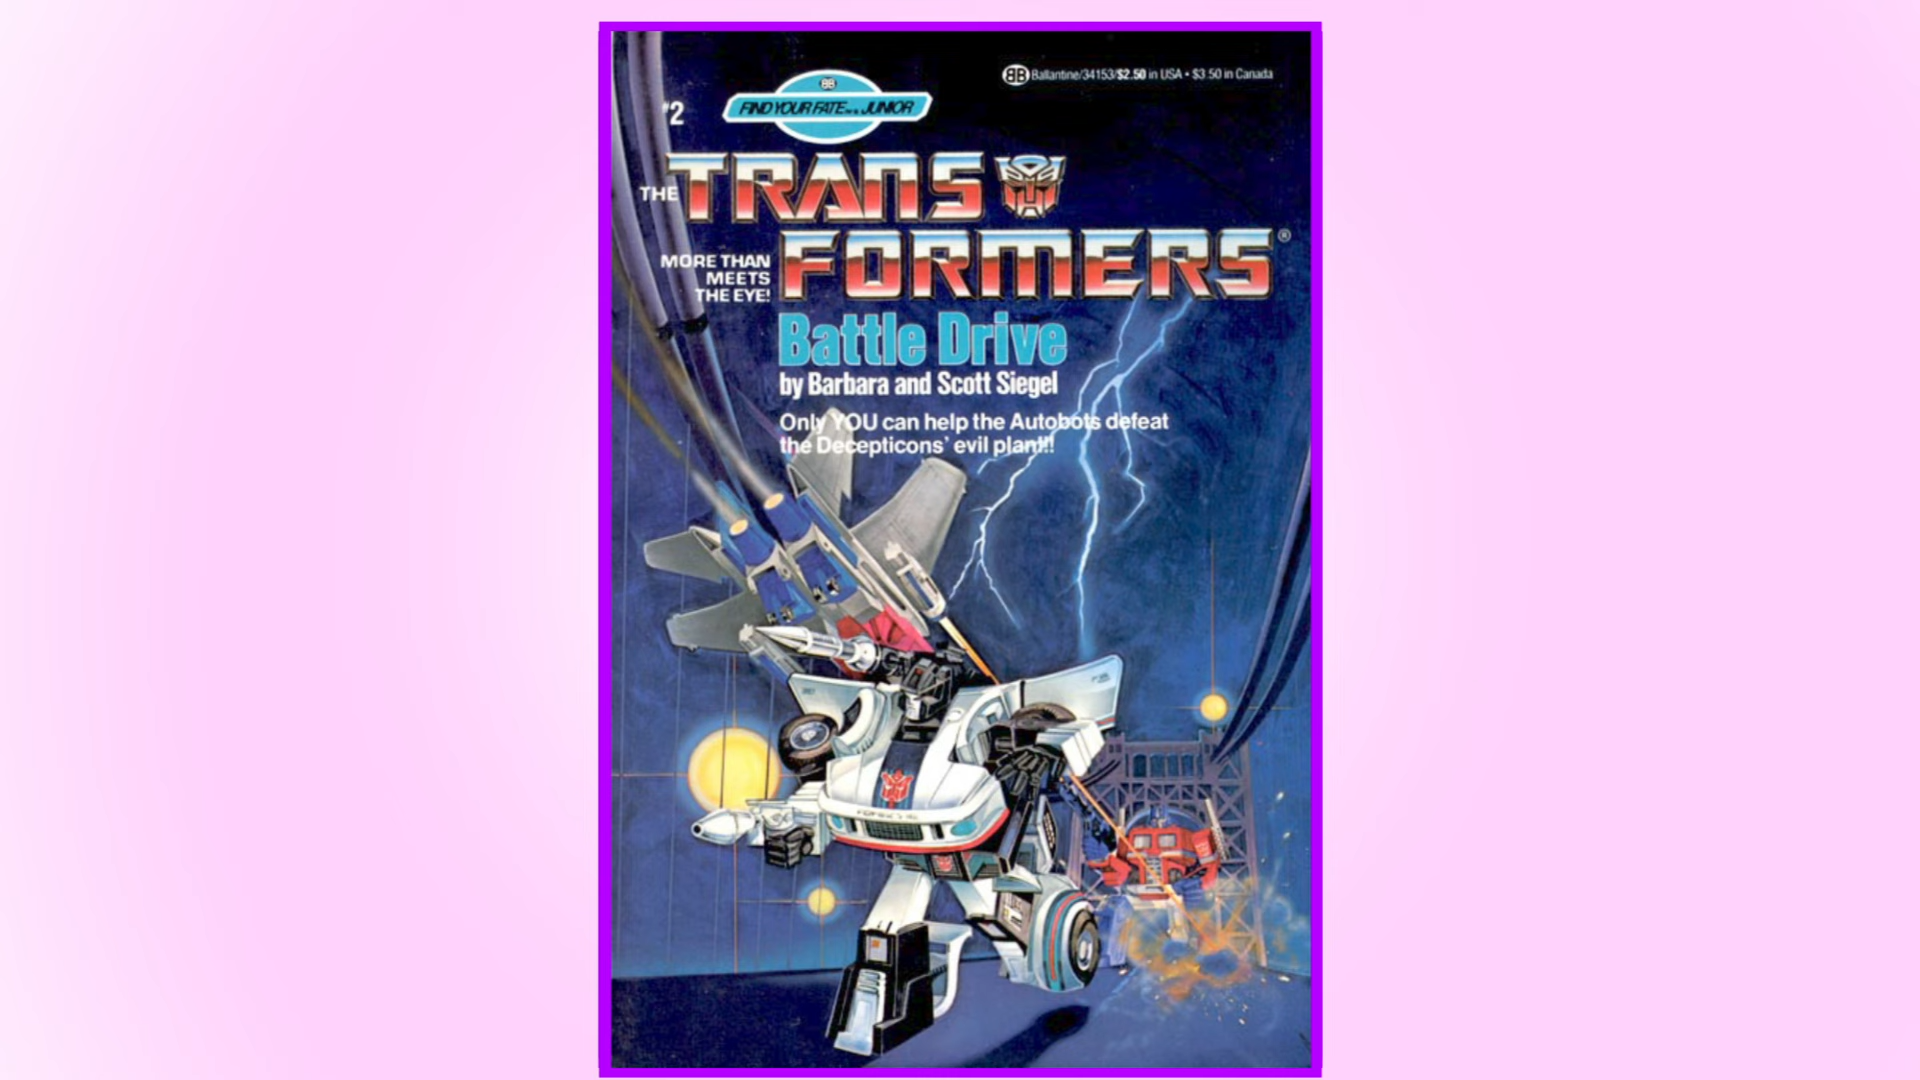 BB Ballantine/34153/$2.50 in USA • $3.50 in Canada
BB
#2
FIND YOUR FATE JUNIOR
THE TRANS
FORMERS®
MORE THAN
MEETS
THE EYE!
Battle Drive
by Barbara and Scott Siegel
Only YOU can help the Autobots defeat
the Decepticons' evil plan!!!